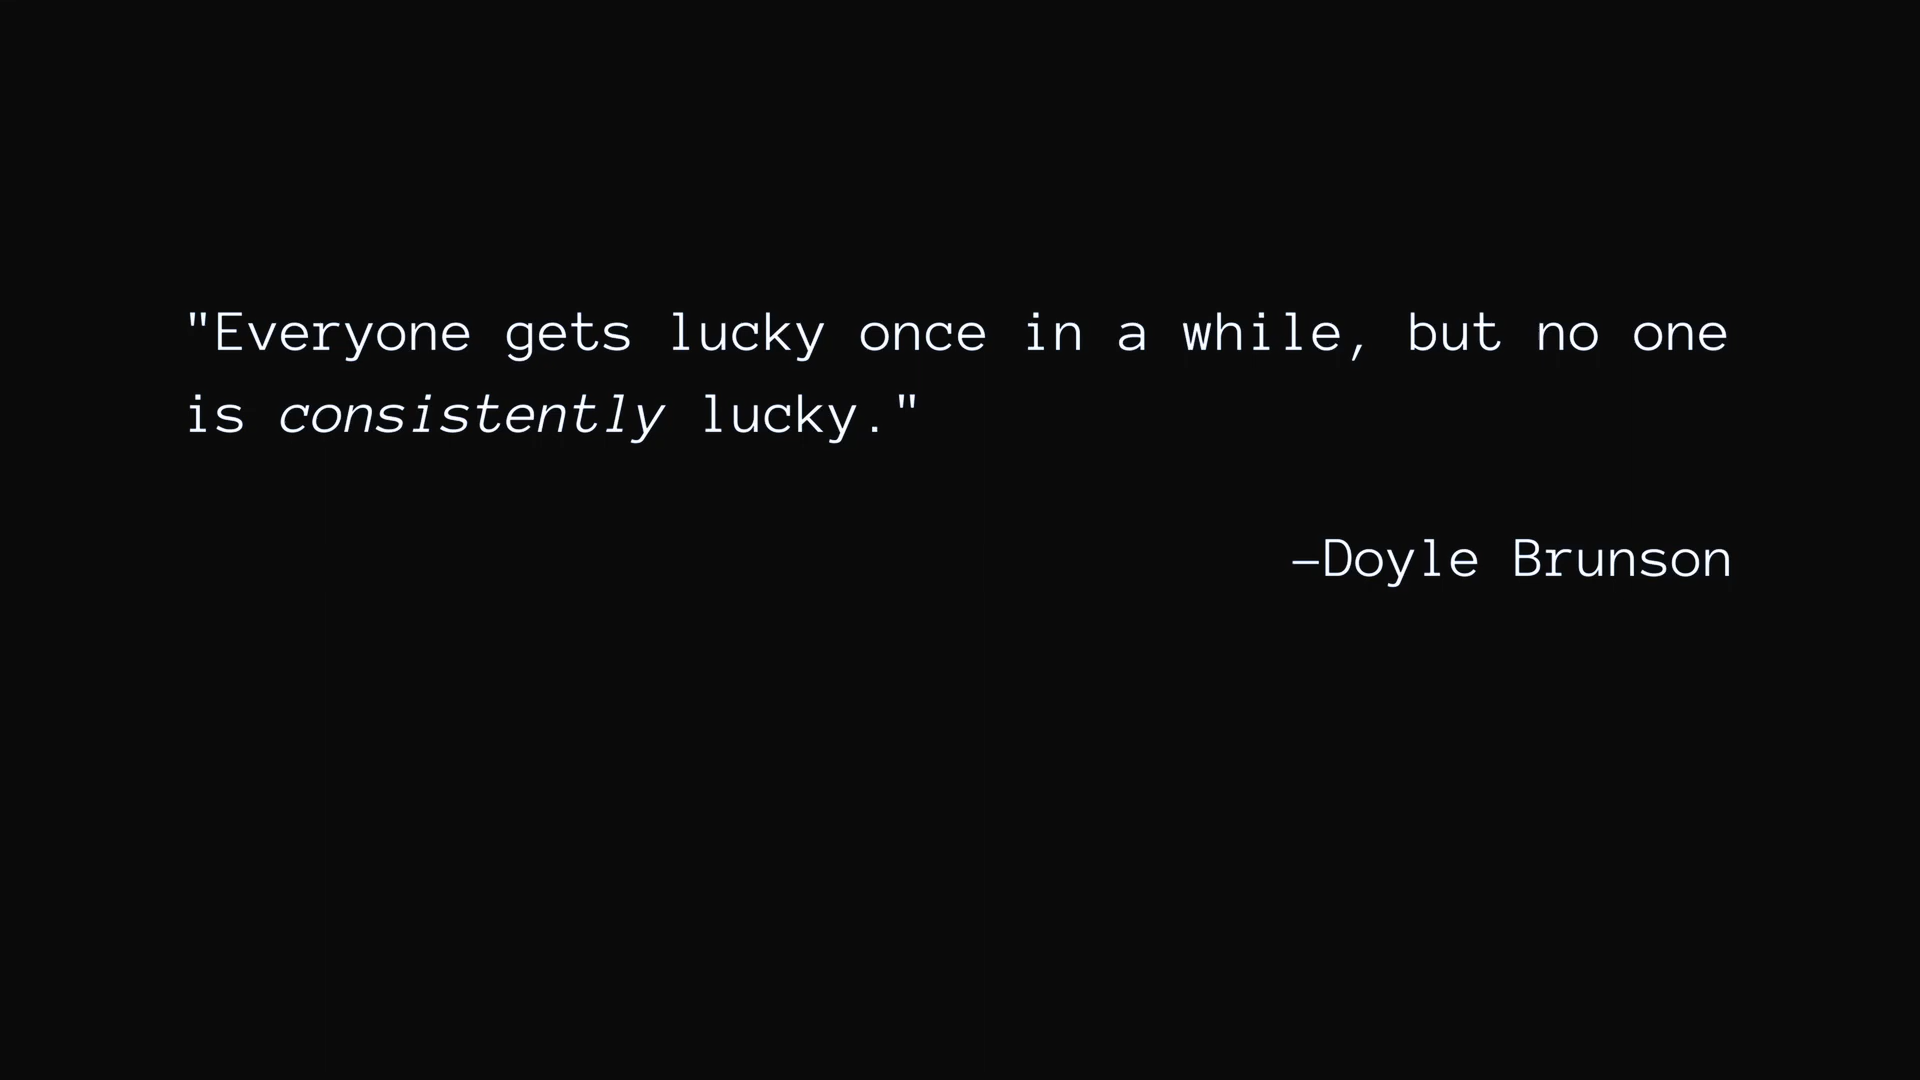 "Everyone gets lucky once in a while, but no one
is consistently lucky."
—Doyle Brunson